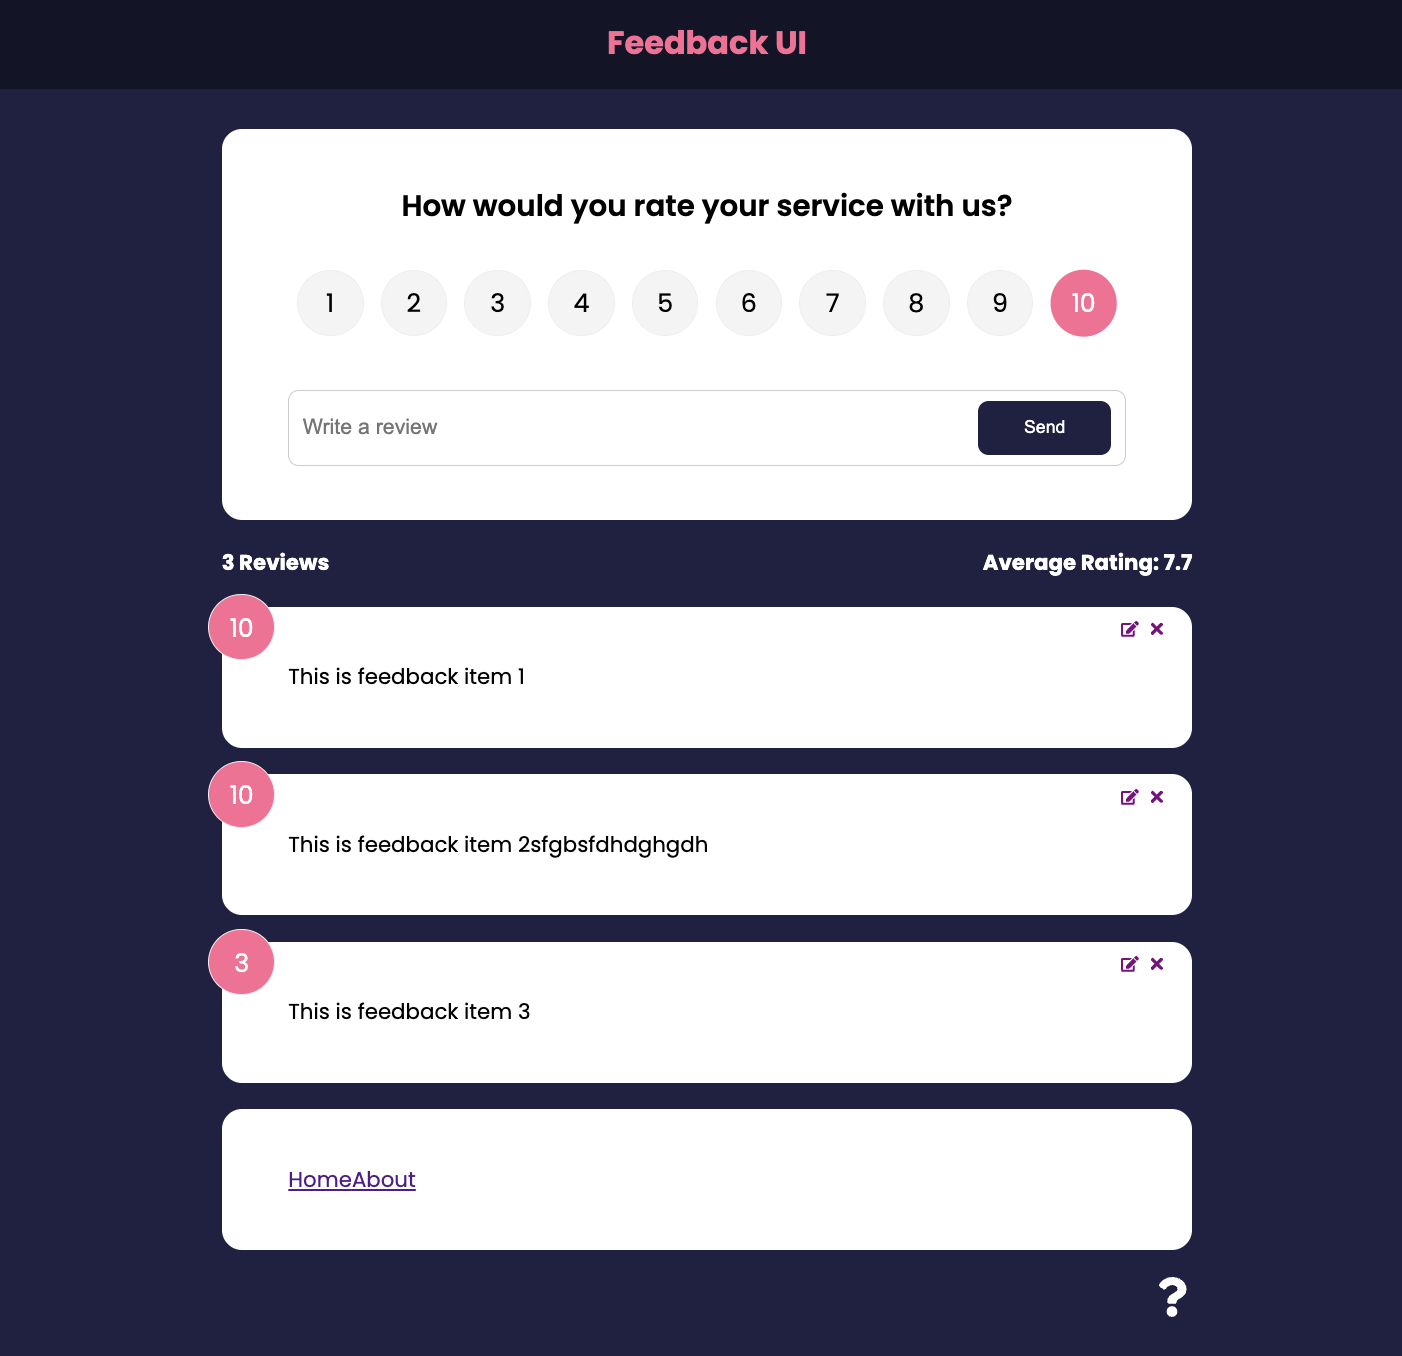 Feedback UI
How would you rate your service with us?
1 2 3 4 5 6 7 8 9 10
Write a review
Send
3 Reviews
Average Rating: 7.7
10
This is feedback item 1
10
This is feedback item 2sfgbsfdhdghgdh
3
This is feedback item 3
HomeAbout
?